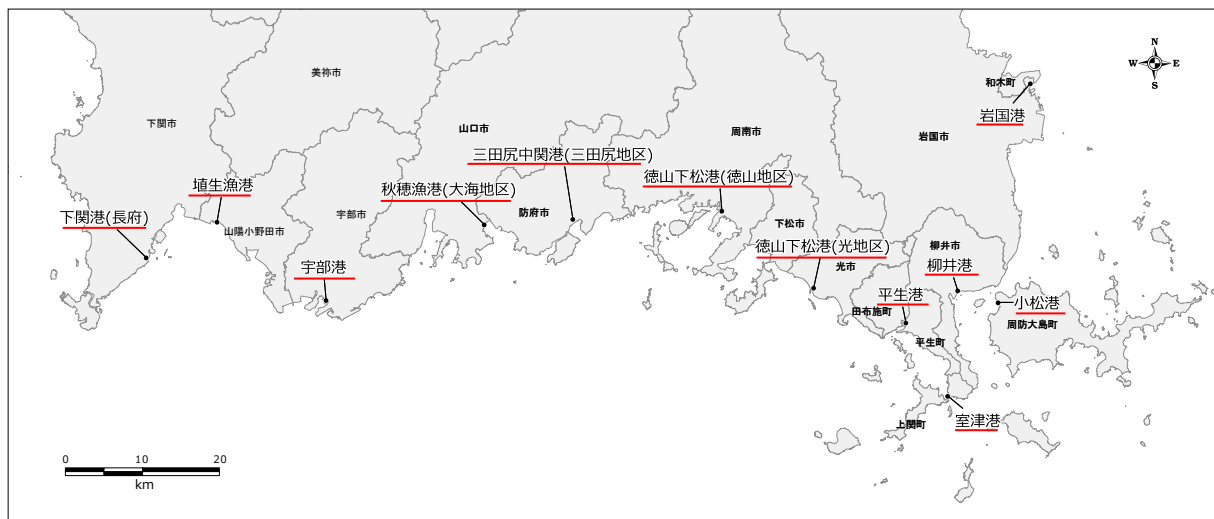 N
W E
S
和木町
美祢市
岩国港
下関市
山口市
周南市
岩国市
三田尻中関港(三田尻地区)
埴生漁港
秋穂漁港(大海地区)
徳山下松港(徳山地区)
下関港(長府)
宇部市
防府市
山陽小野田市
下松市
徳山下松港(光地区)
柳井市
宇部港
光市
柳井港
平生港
小松港
田布施町
周防大島町
平生町
上関町
室津港
0 10 20
km